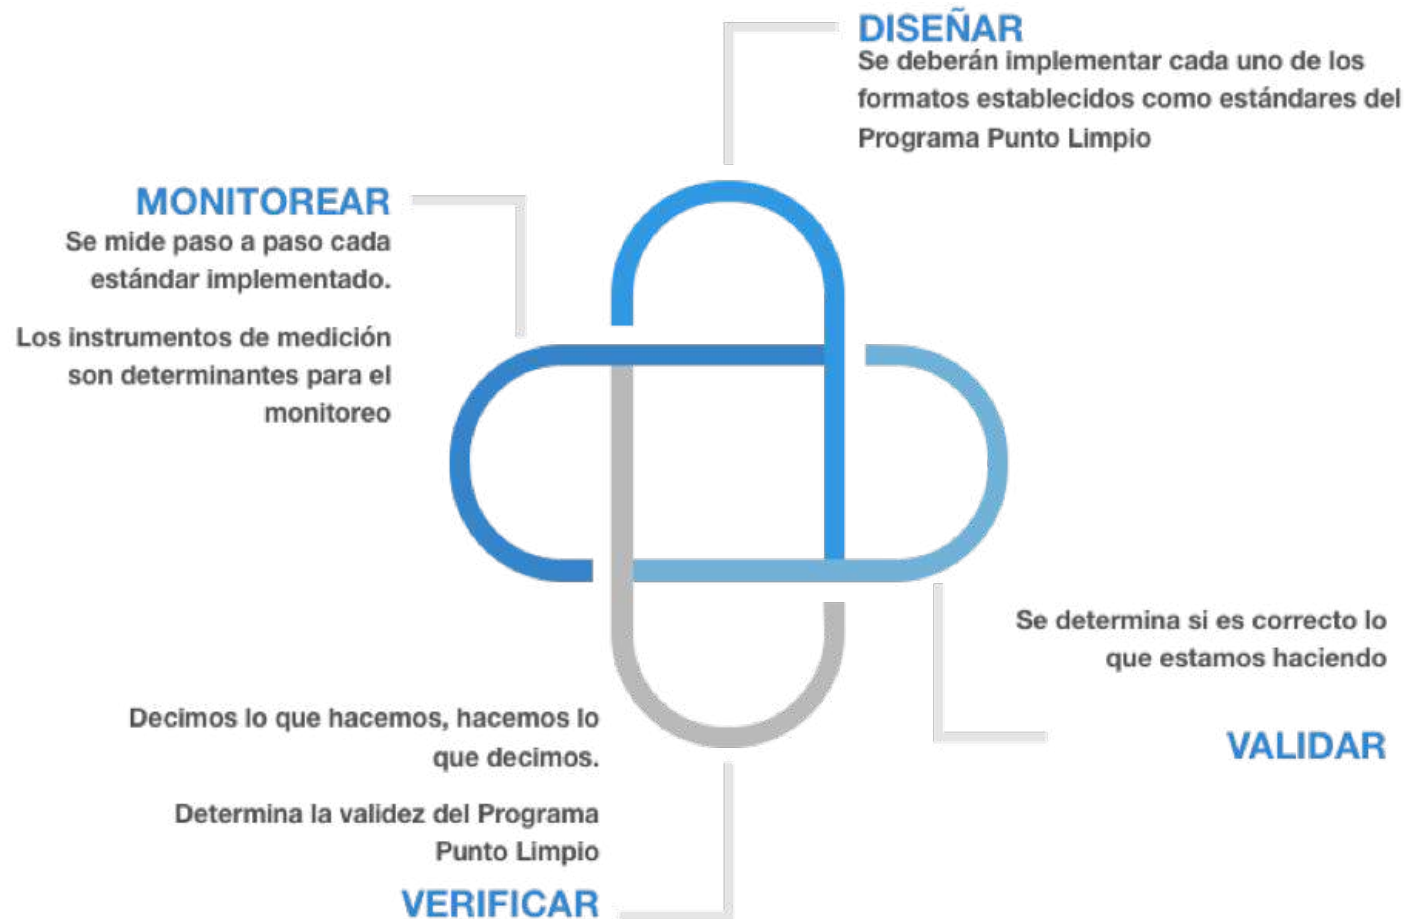 DISEÑAR
Se deberán implementar cada uno de los
formatos establecidos como estándares del
Programa Punto Limpio
MONITOREAR
Se mide paso a paso cada
estándar implementado.
Los instrumentos de medición
son determinantes para el
monitoreo
Se determina si es correcto lo
que estamos haciendo
VALIDAR
Decimos lo que hacemos, hacemos lo
que decimos.
Determina la validez del Programa
Punto Limpio
VERIFICAR